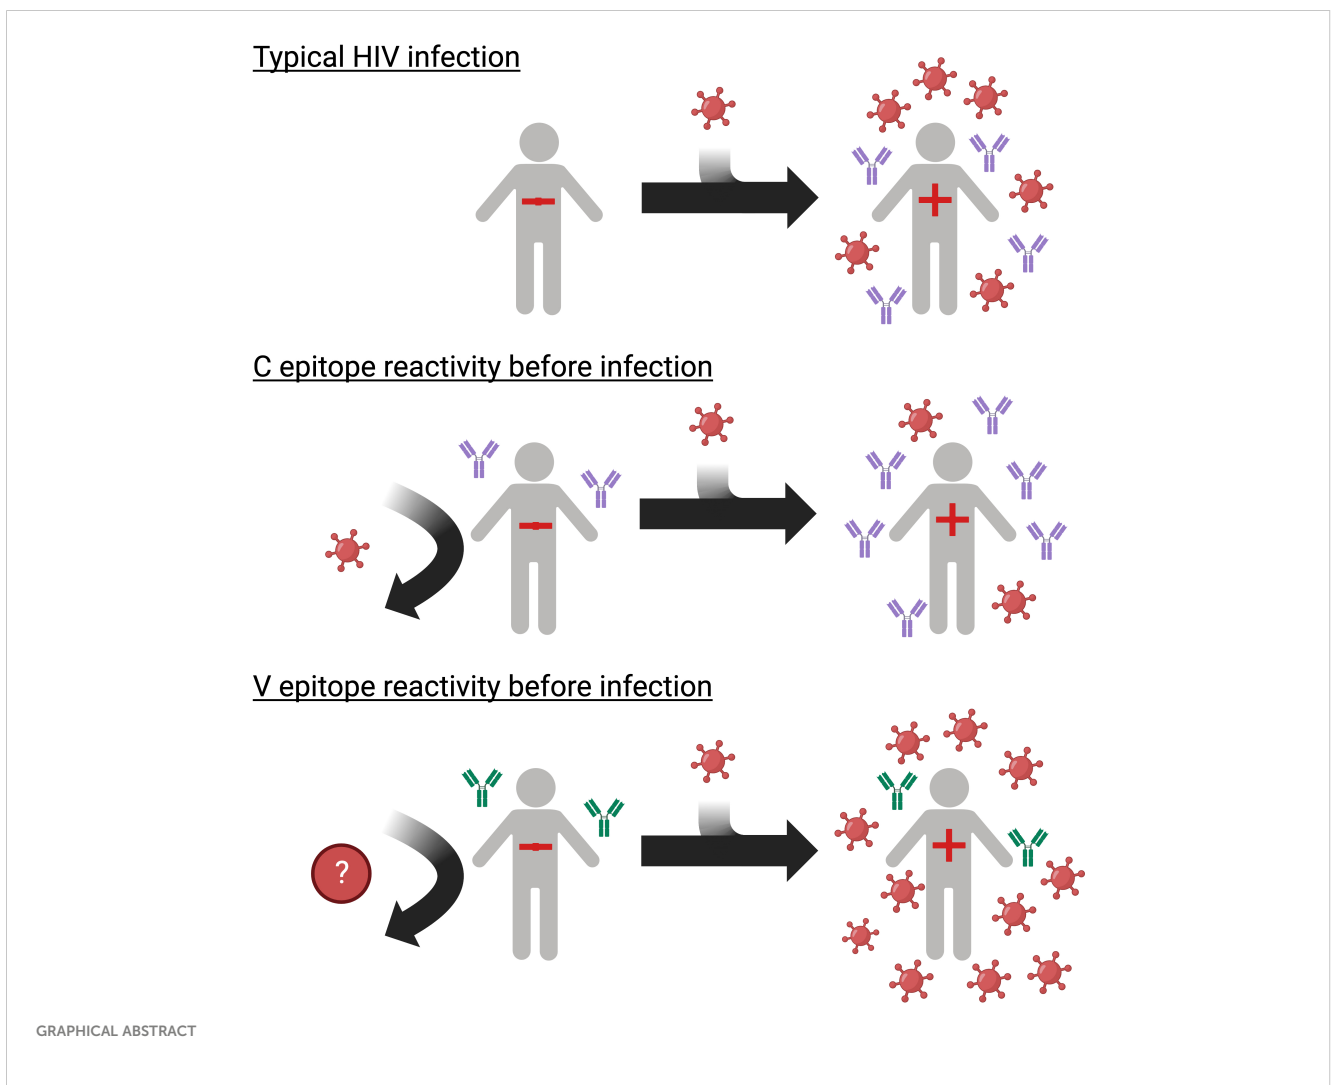 Typical HIV infection
C epitope reactivity before infection
V epitope reactivity before infection
?
GRAPHICAL ABSTRACT